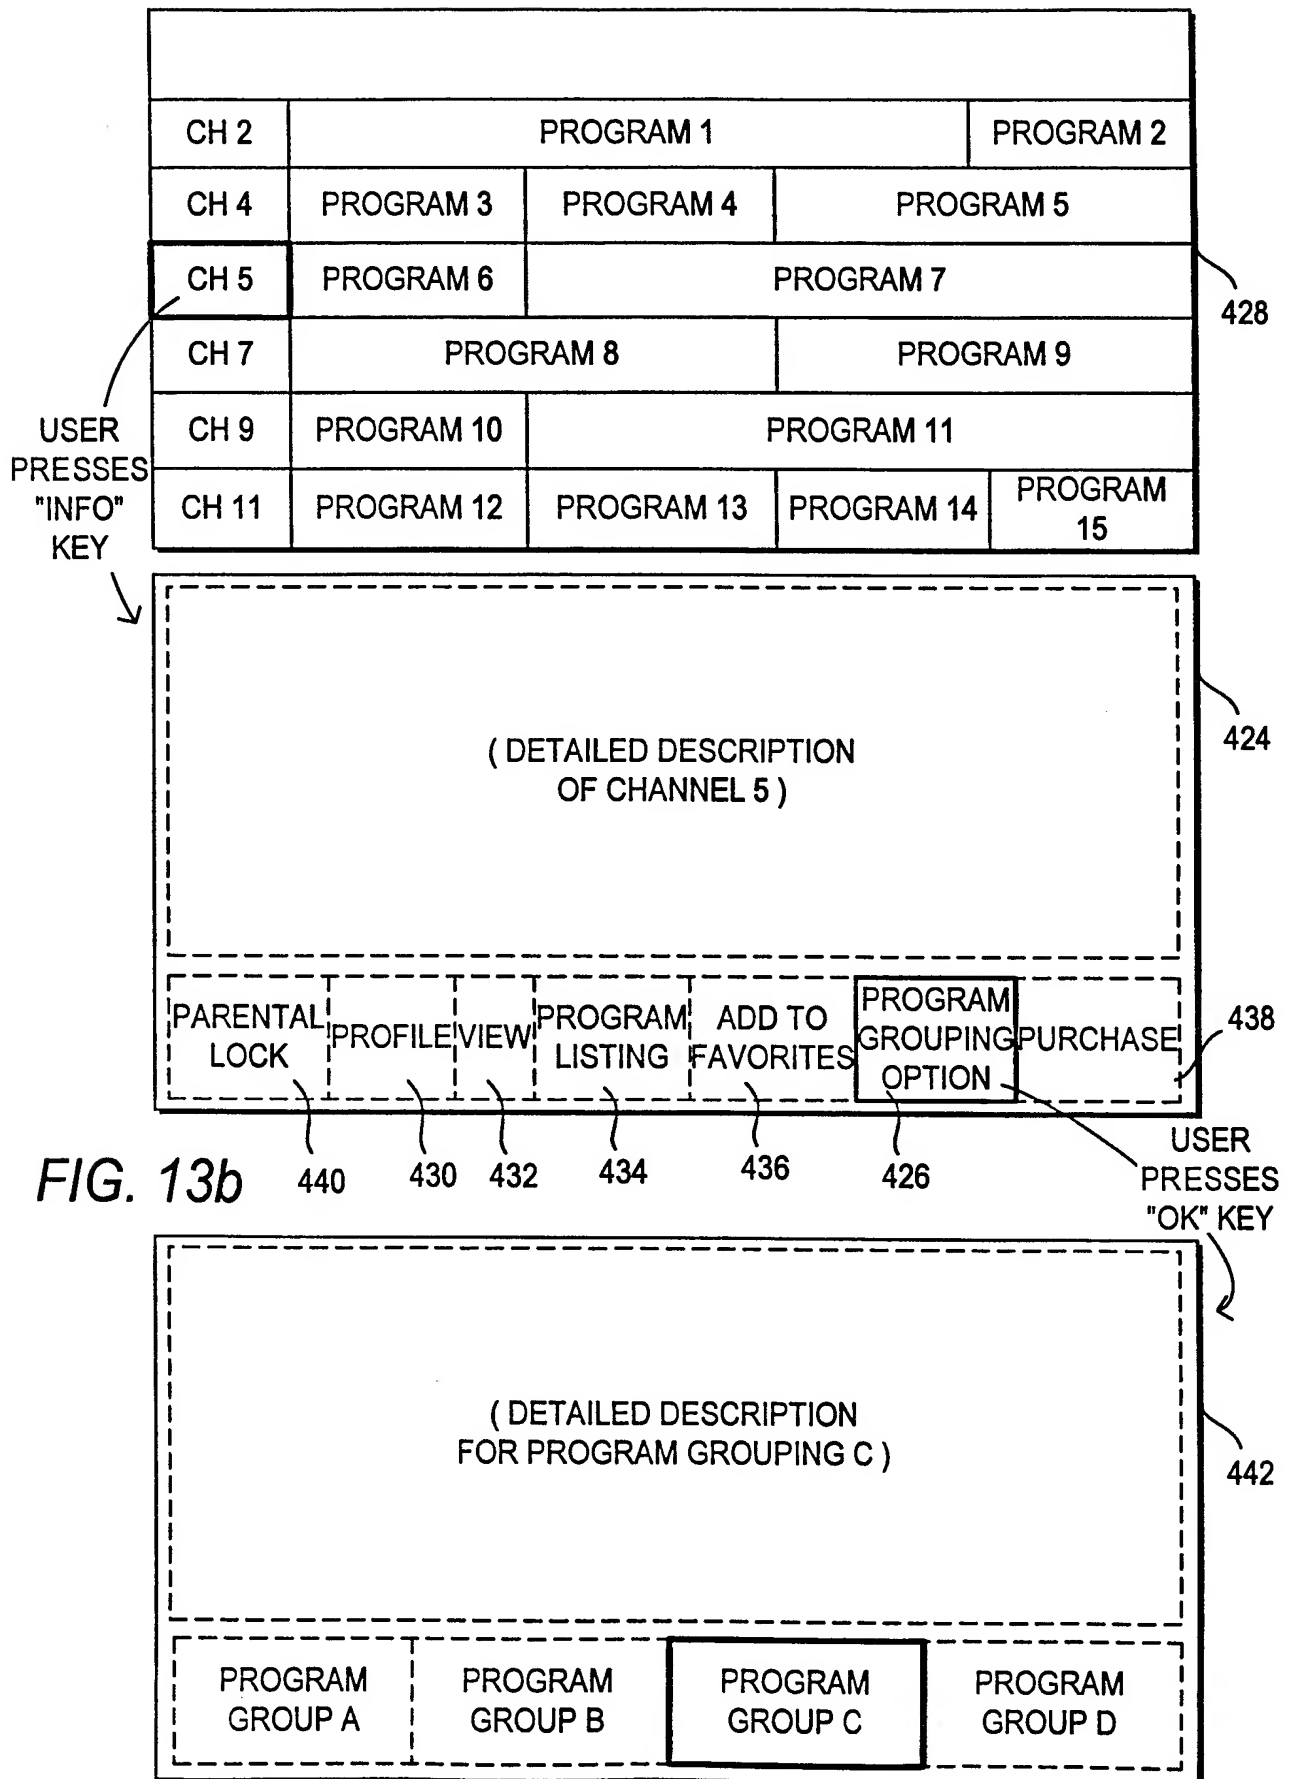 CH 2 PROGRAM 1 PROGRAM 2
CH 4 PROGRAM 3 PROGRAM 4 PROGRAM 5
CH 5 PROGRAM 6 PROGRAM 7
428
CH 7 PROGRAM 8 PROGRAM 9
CH 9 PROGRAM 10 PROGRAM 11
CH 11 PROGRAM 12 PROGRAM 13 PROGRAM 14 PROGRAM
15
USER
PRESSES
"INFO"
KEY
( DETAILED DESCRIPTION
OF CHANNEL 5 )
424
PARENTAL
LOCK
PROFILE
VIEW
PROGRAM
LISTING
ADD TO
FAVORITES
PROGRAM
GROUPING
OPTION
PURCHASE
438
440 430 432 434 436 426
USER
PRESSES
"OK" KEY
FIG. 13b
( DETAILED DESCRIPTION
FOR PROGRAM GROUPING C )
442
PROGRAM
GROUP A
PROGRAM
GROUP B
PROGRAM
GROUP C
PROGRAM
GROUP D